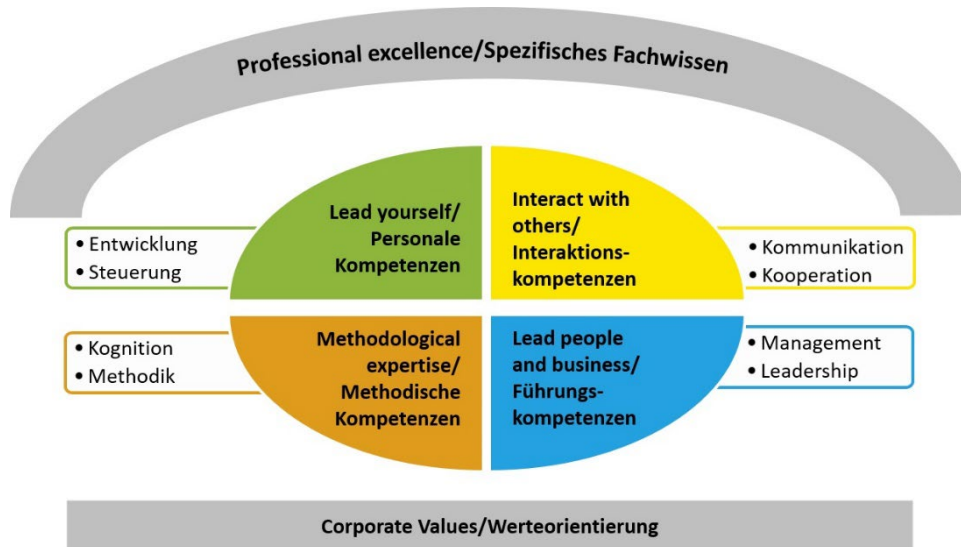 Professional excellence/Spezifisches Fachwissen
Lead yourself/
Personale
Kompetenzen
Interact with
others/
Interaktions-
kompetenzen
• Entwicklung
• Steuerung
• Kommunikation
• Kooperation
Methodological
expertise/
Methodische
Kompetenzen
Lead people
and business/
Führungs-
kompetenzen
• Kognition
• Methodik
• Management
• Leadership
Corporate Values/Werteorientierung